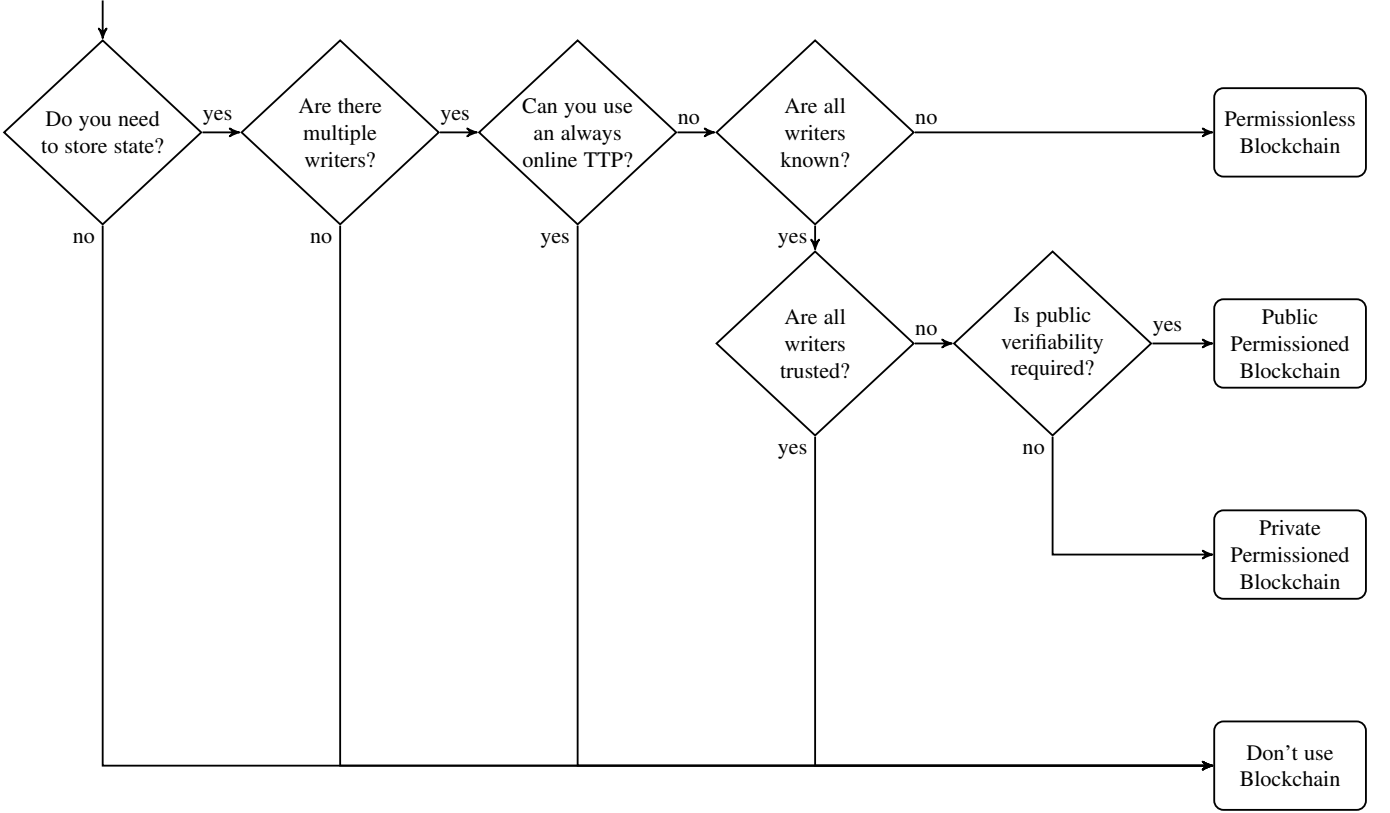 Do you need
to store state?
yes
no
Are there
multiple
writers?
yes
no
Can you use
an always
online TTP?
no
yes
Are all
writers
known?
no
yes
Permissionless
Blockchain
Are all
writers
trusted?
no
yes
Is public
verifiability
required?
yes
no
Public
Permissioned
Blockchain
Private
Permissioned
Blockchain
Don’t use
Blockchain